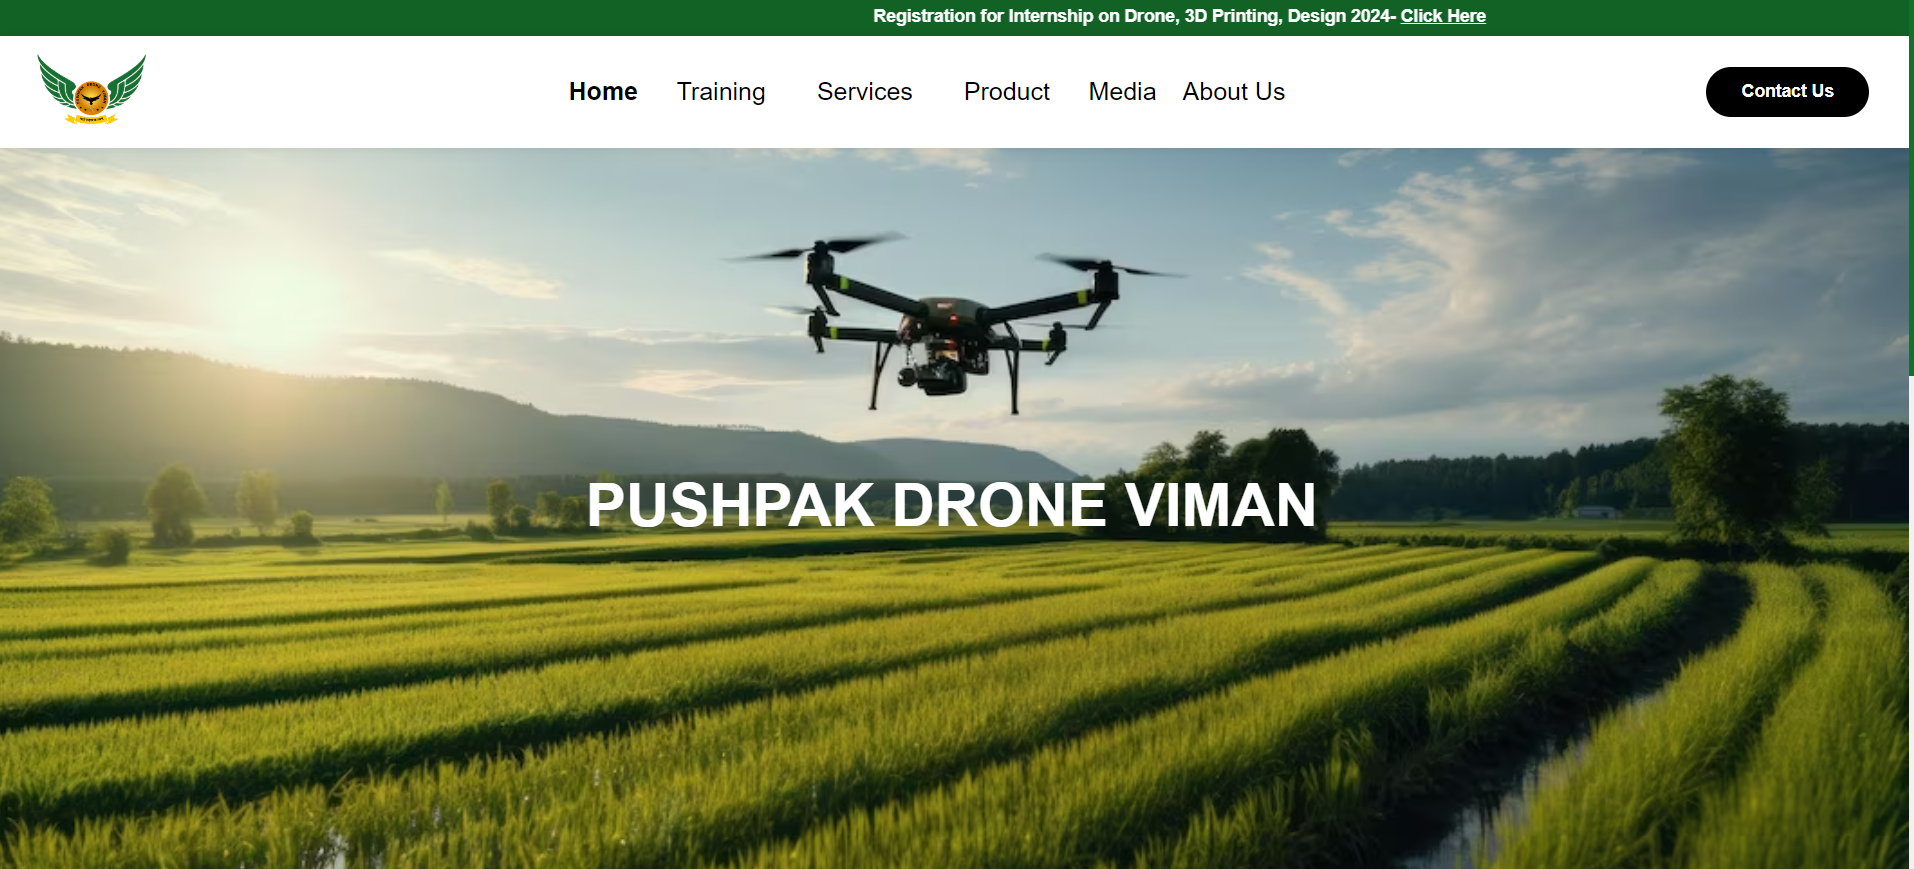 Registration for Internship on Drone, 3D Printing, Design 2024- Click Here
Home Training Services Product Media About Us
Contact Us
PUSHPAK DRONE VIMAN